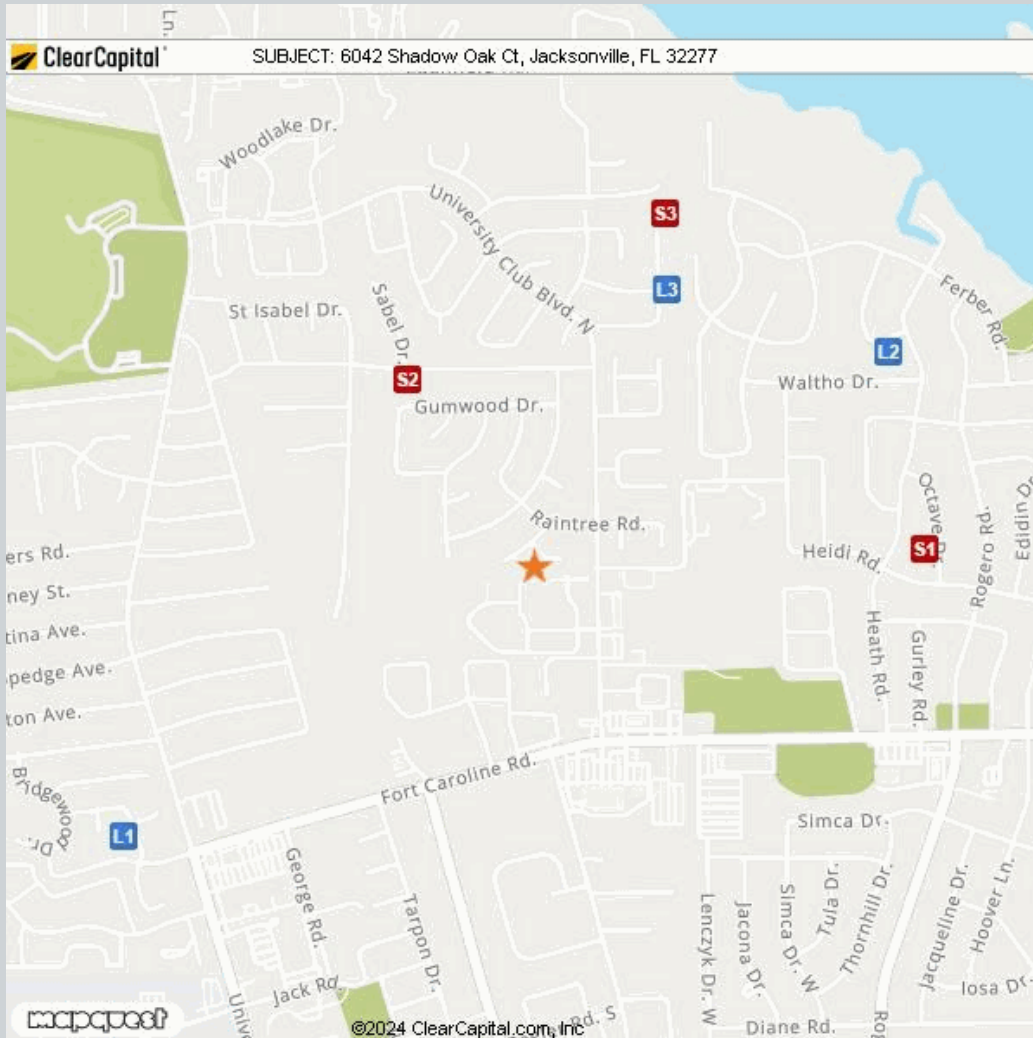 Ln.
ClearCapital
SUBJECT: 6042 Shadow Oak Ct, Jacksonville, FL 32277
Woodlake Dr.
University Club Blvd. N
S3
L3
St Isabel Dr.
Sabel Dr.
Ferber Rd.
L2
S2
Waltho Dr.
Gumwood Dr.
Octave Dr.
Raintree Rd.
Rogero Rd.
S1
ers Rd.
Heidi Rd.
ney St.
tina Ave.
Heath Rd.
Gurley Rd.
pedge Ave.
ton Ave.
Fort Caroline Rd.
Bridgewood Dr.
L1
Simca Dr.
George Rd.
Tarpon Dr.
Lenczyk Dr. W
Jacona Dr.
Simca Dr. W
Tula Dr.
Thornhill Dr.
Jacqueline Dr.
Hoover Ln.
Iosa Dr.
Jack Rd.
Unive
Rog
mapquest
©2024 ClearCapital.com, Inc
Rd. S
Diane Rd.